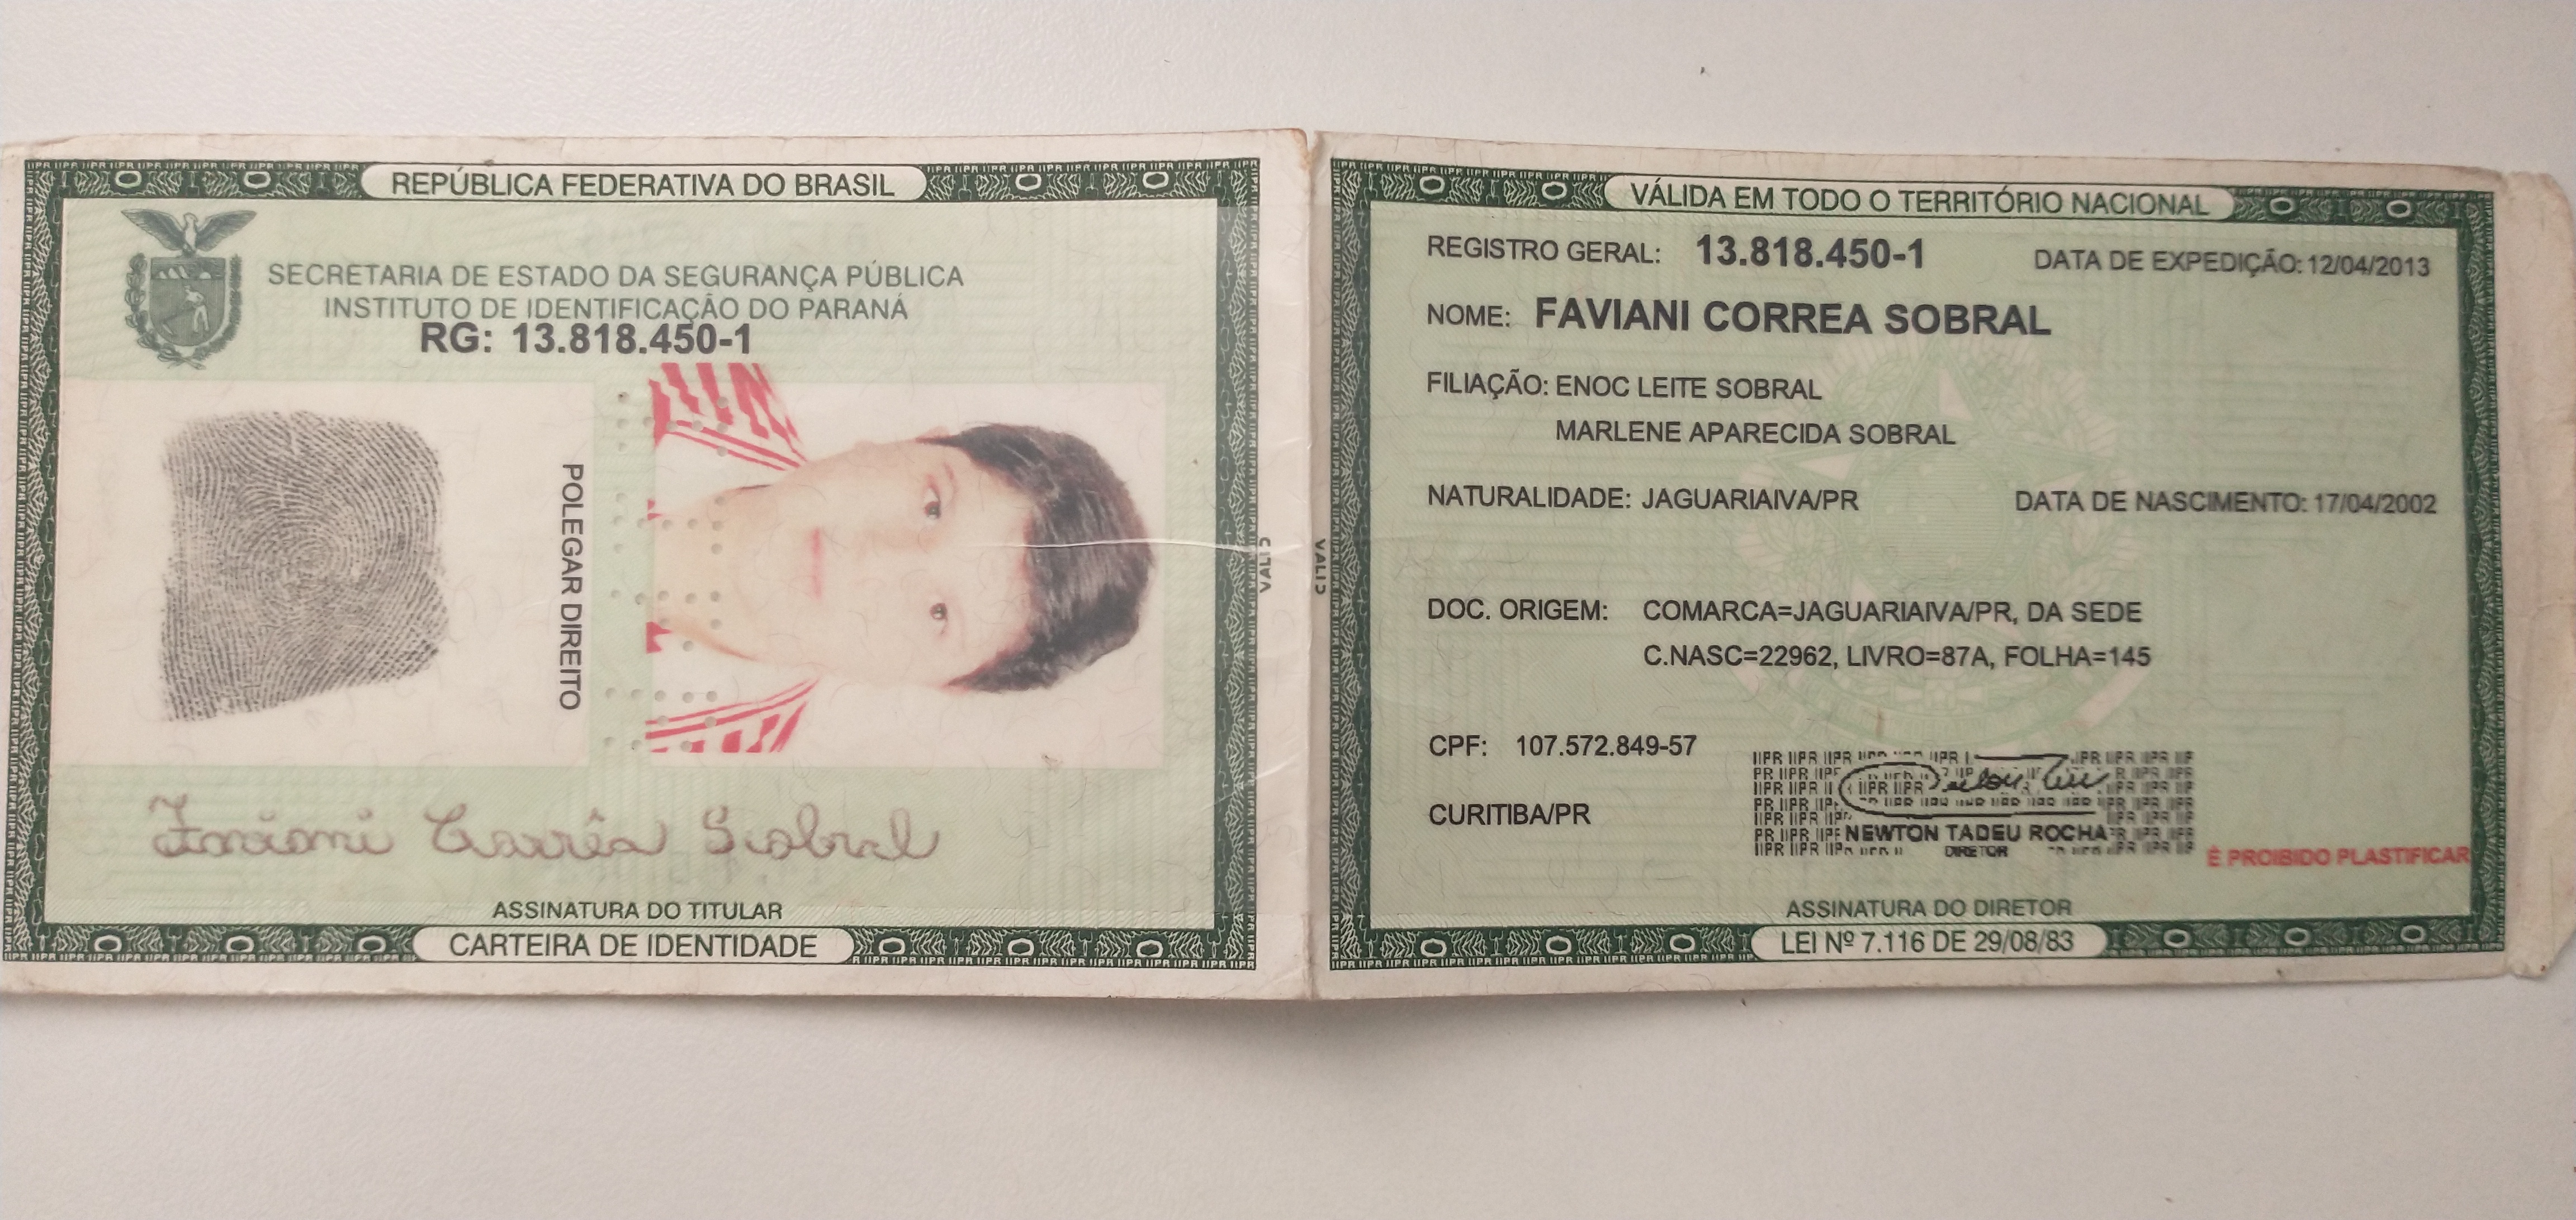 REPÚBLICA FEDERATIVA DO BRASIL
SECRETARIA DE ESTADO DA SEGURANÇA PÚBLICA
INSTITUTO DE IDENTIFICAÇÃO DO PARANÁ
RG: 13.818.450-1
POLEGAR DIREITO
Faviani Corrêa Sobral
ASSINATURA DO TITULAR
CARTEIRA DE IDENTIDADE
VÁLIDA EM TODO O TERRITÓRIO NACIONAL
REGISTRO GERAL: 13.818.450-1 DATA DE EXPEDIÇÃO: 12/04/2013
NOME: FAVIANI CORREA SOBRAL
FILIAÇÃO: ENOC LEITE SOBRAL
MARLENE APARECIDA SOBRAL
NATURALIDADE: JAGUARIAIVA/PR DATA DE NASCIMENTO: 17/04/2002
DOC. ORIGEM: COMARCA=JAGUARIAIVA/PR, DA SEDE
C.NASC=22962, LIVRO=87A, FOLHA=145
CPF: 107.572.849-57
CURITIBA/PR
NEWTON TADEU ROCHA
DIRETOR
É PROIBIDO PLASTIFICAR
ASSINATURA DO DIRETOR
LEI Nº 7.116 DE 29/08/83